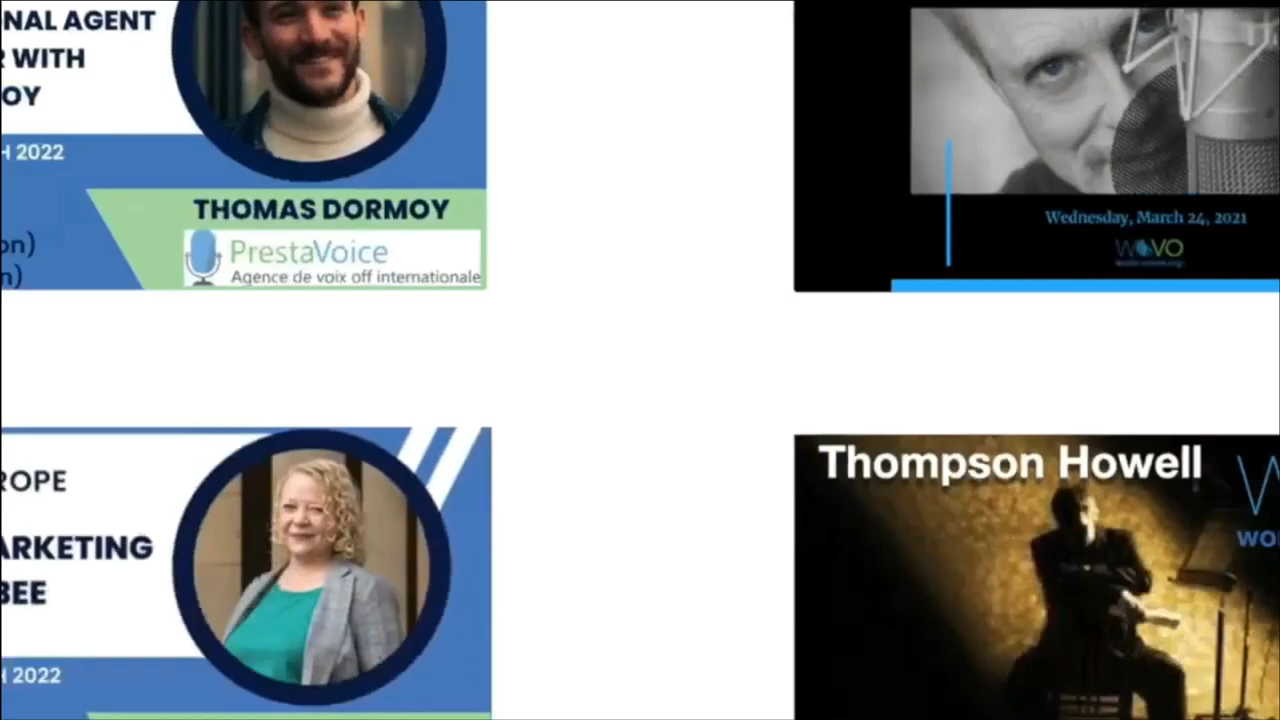 NAL AGENT
R WITH
OY
H 2022
THOMAS DORMOY
on)
n)
PrestaVoice
Agence de voix off internationale
Wednesday, March 24, 2021
WOVO
ROPE
ARKETING
BEE
H 2022
Thompson Howell
W
WO